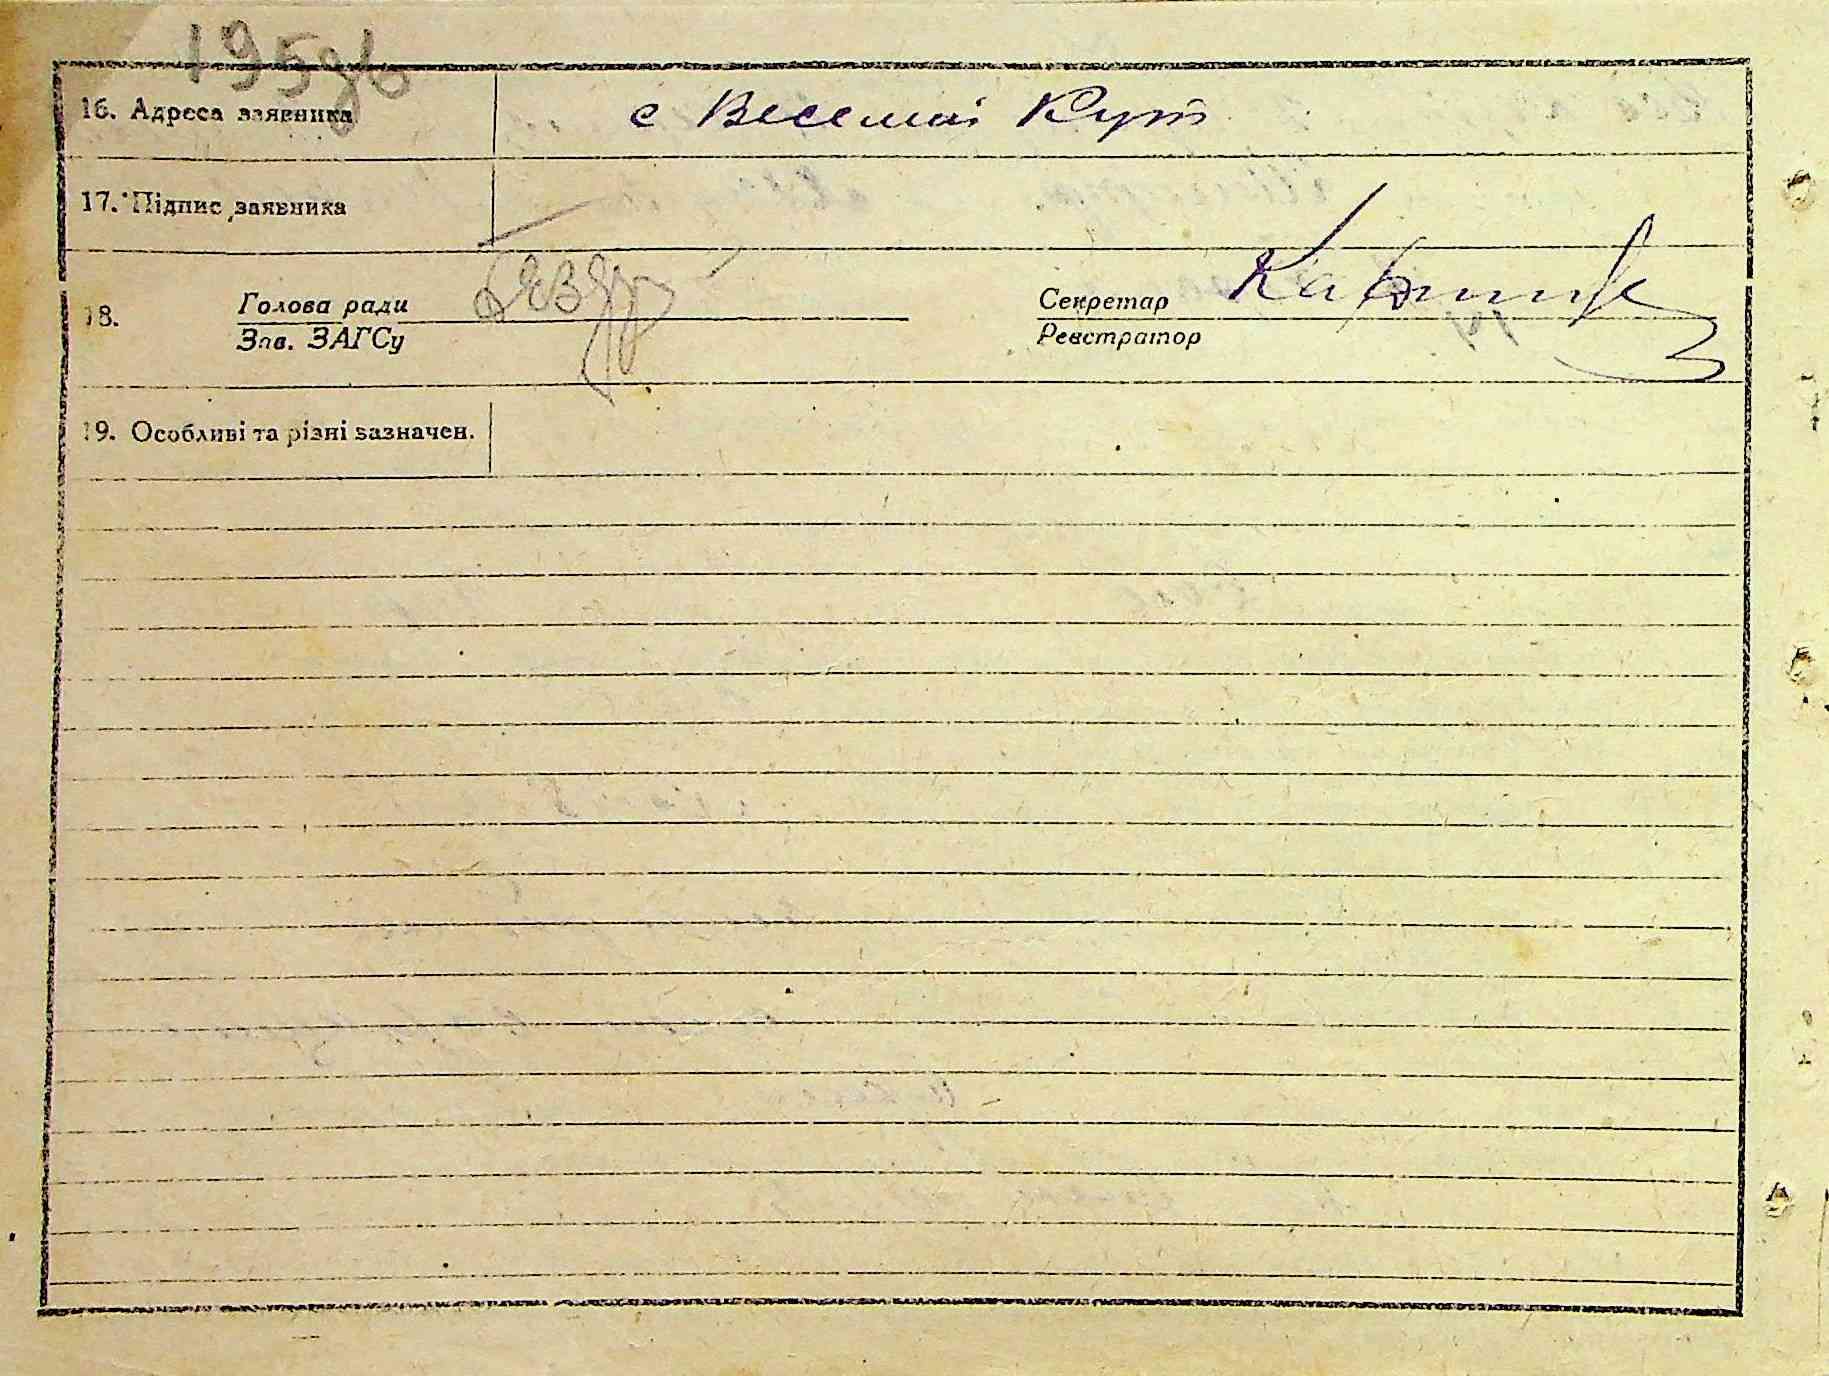 195зв
16. Адреса заявника с Веселий Кут
17. Підпис заявника
18. Голова ради Секретар
Зав. ЗАГСу Реєстратор
19. Особливі та різні зазначен.